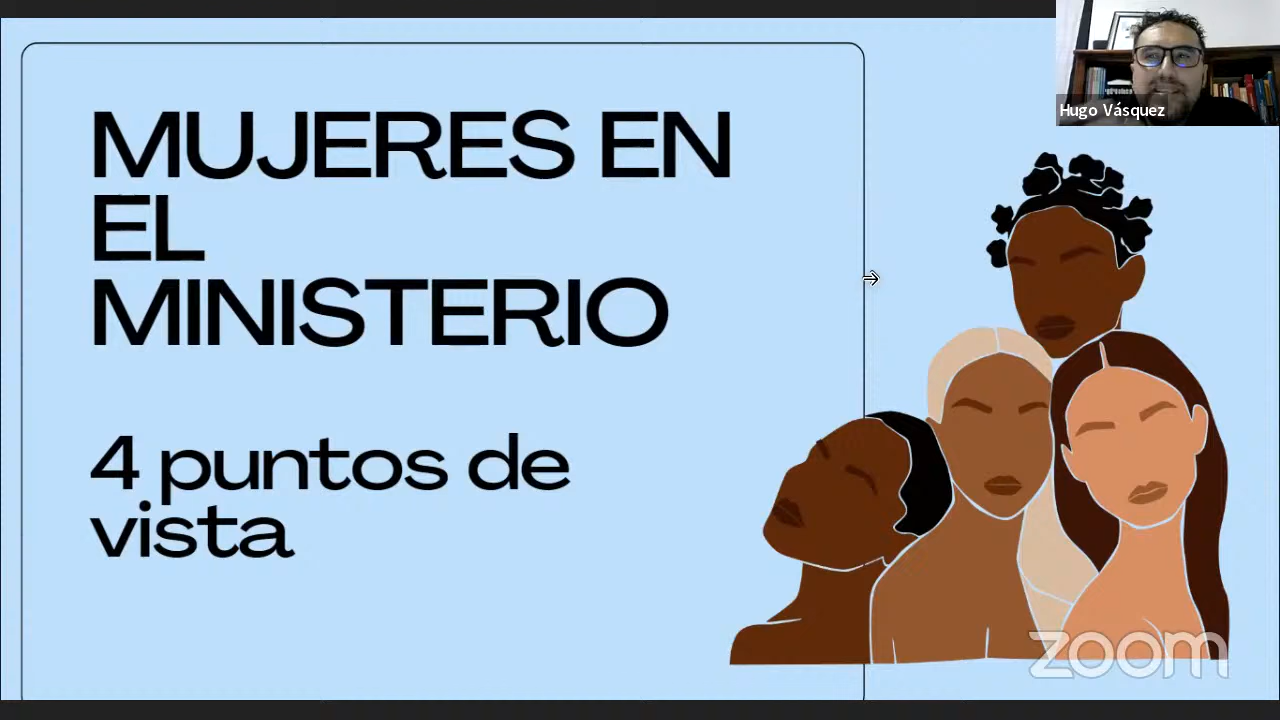 Hugo Vásquez
MUJERES EN
EL
MINISTERIO
4 puntos de
vista
zoom